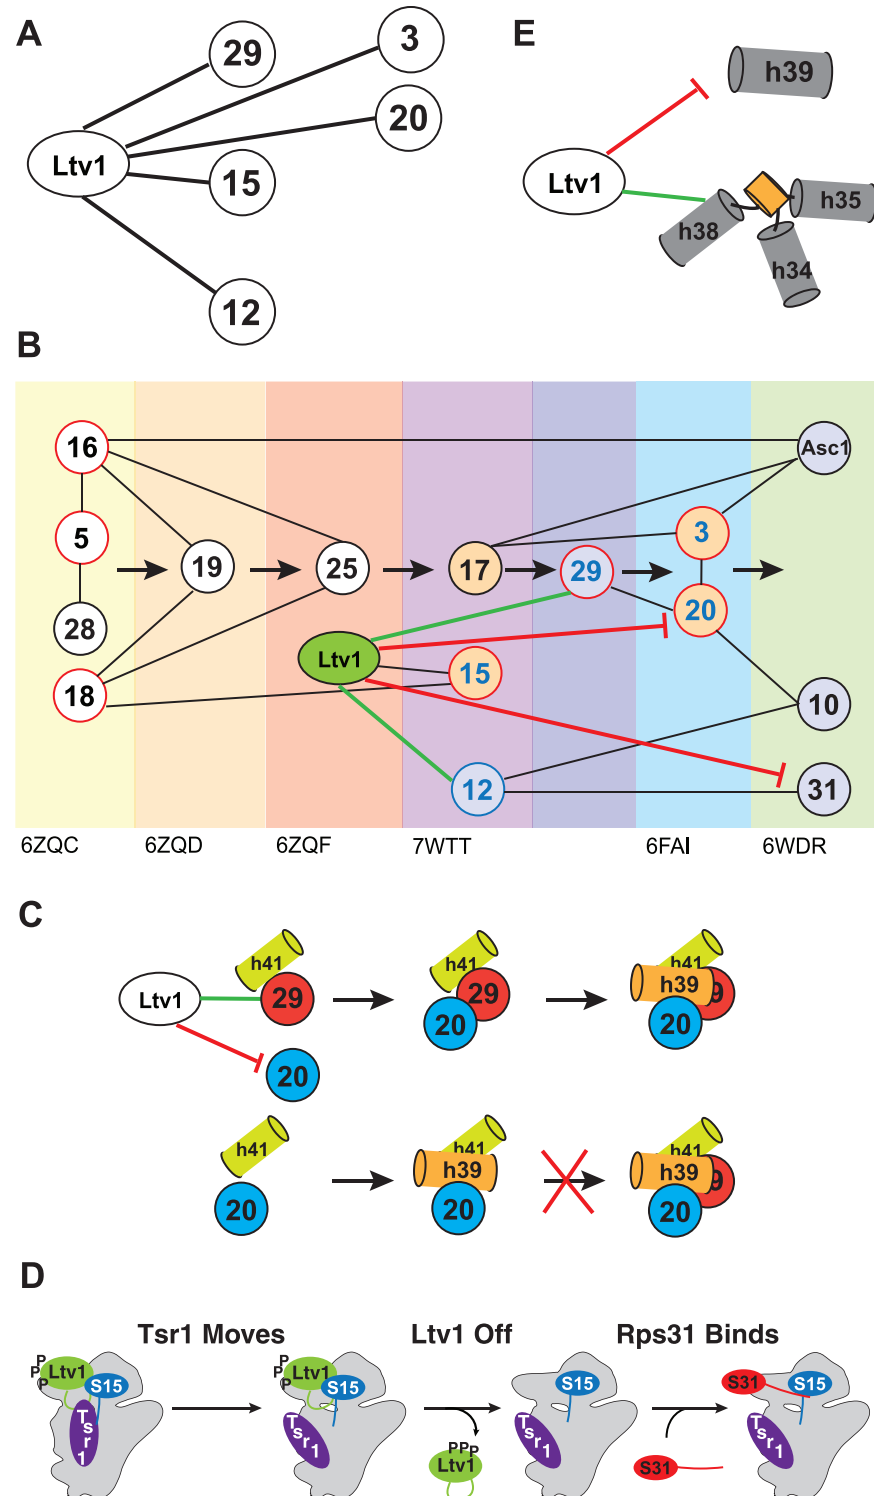 A
29
3
20
Ltv1
15
12
E
h39
Ltv1
h35
h38
h34
B
16
Asc1
5
3
19
25
17
29
28
20
Ltv1
15
18
10
12
31
6ZQC 6ZQD 6ZQF 7WTT 6FAI 6WDR
C
h41
h41
h41
Ltv1
29
29
h39
9
20
20
20
h41
h41
h41
h39
h39
9
20
20
20
D
Tsr1 Moves Ltv1 Off Rps31 Binds
P
P
P
Ltv1
S15
Tsr1
P
P
P
Ltv1
S15
Tsr1
PPP
Ltv1
S15
Tsr1
S31
S31
S15
Tsr1